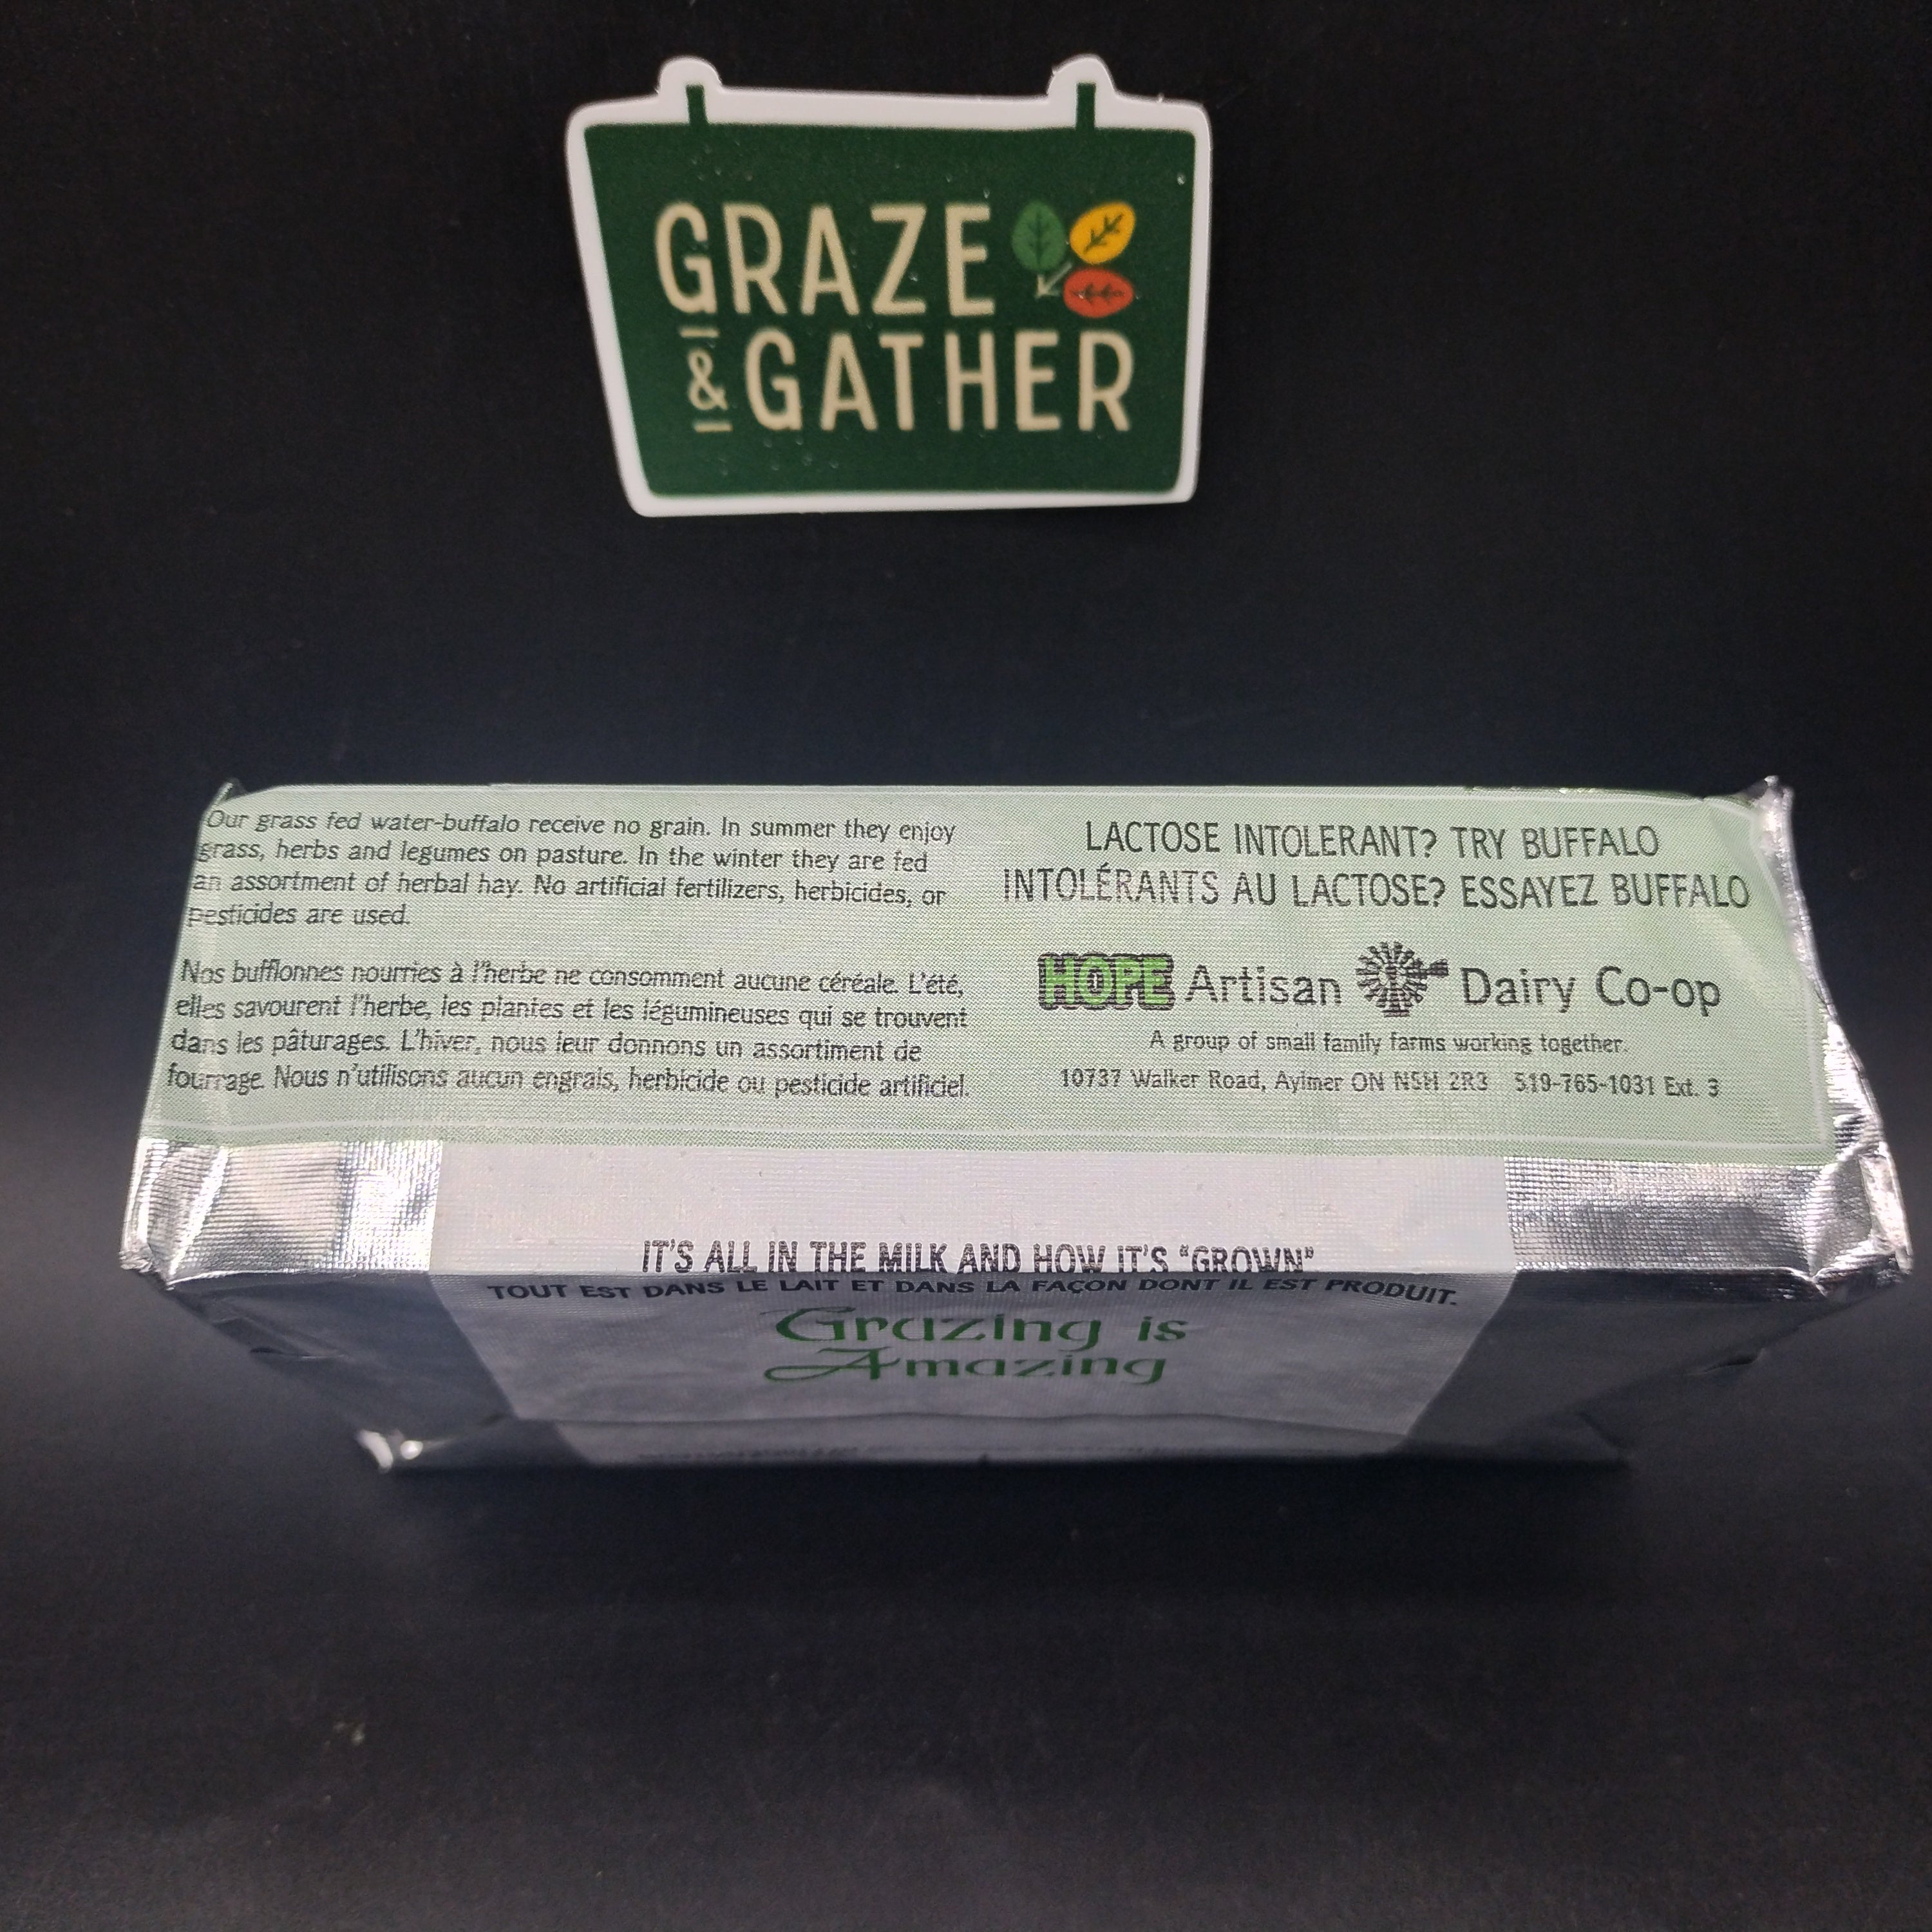 GRAZE
& GATHER
Our grass fed water-buffalo receive no grain. In summer they enjoy
grass, herbs and legumes on pasture. In the winter they are fed
an assortment of herbal hay. No artificial fertilizers, herbicides, or
pesticides are used.
Nos bufflonnes nourries à l'herbe ne consomment aucune céréale. L'été,
elles savourent l'herbe, les plantes et les légumineuses qui se trouvent
dans les pâturages. L'hiver, nous leur donnons un assortiment de
fourrage. Nous n'utilisons aucun engrais, herbicide ou pesticide artificiel.
LACTOSE INTOLERANT? TRY BUFFALO
INTOLÉRANTS AU LACTOSE? ESSAYEZ BUFFALO
HOPE Artisan Dairy Co-op
A group of small family farms working together.
10737 Walker Road, Aylmer ON N5H 2R3 519-765-1031 Ext. 3
IT'S ALL IN THE MILK AND HOW IT'S "GROWN"
TOUT EST DANS LE LAIT ET DANS LA FAÇON DONT IL EST PRODUIT.
Grazing is
Amazing